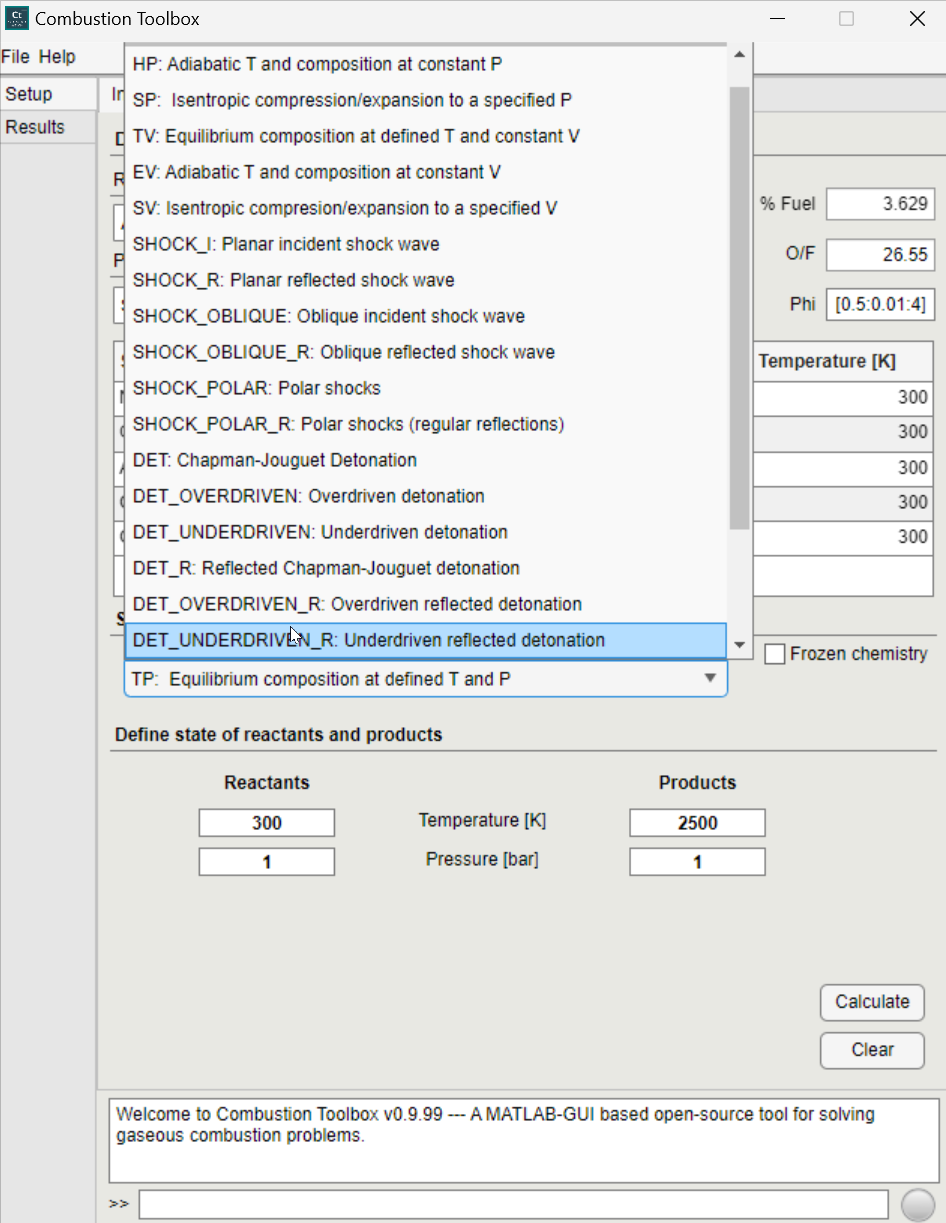 Ct Combustion Toolbox
File Help
Setup
Results
HP: Adiabatic T and composition at constant P
SP: Isentropic compression/expansion to a specified P
TV: Equilibrium composition at defined T and constant V
EV: Adiabatic T and composition at constant V
SV: Isentropic compresion/expansion to a specified V
SHOCK_I: Planar incident shock wave
SHOCK_R: Planar reflected shock wave
SHOCK_OBLIQUE: Oblique incident shock wave
SHOCK_OBLIQUE_R: Oblique reflected shock wave
SHOCK_POLAR: Polar shocks
SHOCK_POLAR_R: Polar shocks (regular reflections)
DET: Chapman-Jouguet Detonation
DET_OVERDRIVEN: Overdriven detonation
DET_UNDERDRIVEN: Underdriven detonation
DET_R: Reflected Chapman-Jouguet detonation
DET_OVERDRIVEN_R: Overdriven reflected detonation
DET_UNDERDRIVEN_R: Underdriven reflected detonation
TP: Equilibrium composition at defined T and P
% Fuel 3.629
O/F 26.55
Phi [0.5:0.01:4]
Temperature [K]
300
300
300
300
300
Frozen chemistry
Define state of reactants and products
Reactants Products
300 Temperature [K] 2500
1 Pressure [bar] 1
Calculate
Clear
Welcome to Combustion Toolbox v0.9.99 --- A MATLAB-GUI based open-source tool for solving
gaseous combustion problems.
>>